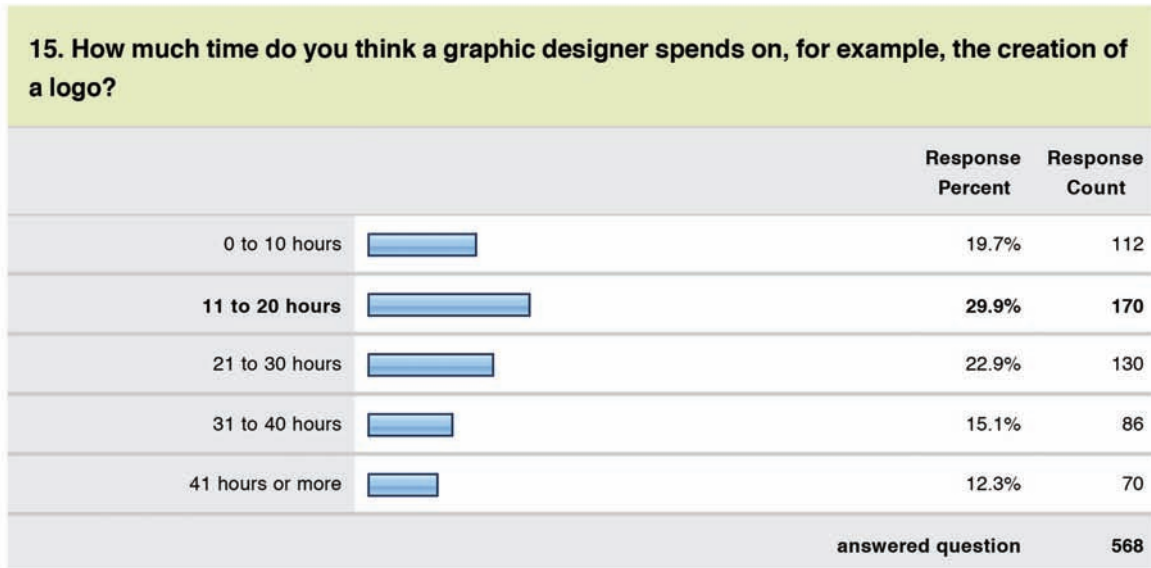 15. How much time do you think a graphic designer spends on, for example, the creation of
a logo?
Response Response
Percent Count
0 to 10 hours 19.7% 112
11 to 20 hours 29.9% 170
21 to 30 hours 22.9% 130
31 to 40 hours 15.1% 86
41 hours or more 12.3% 70
answered question 568